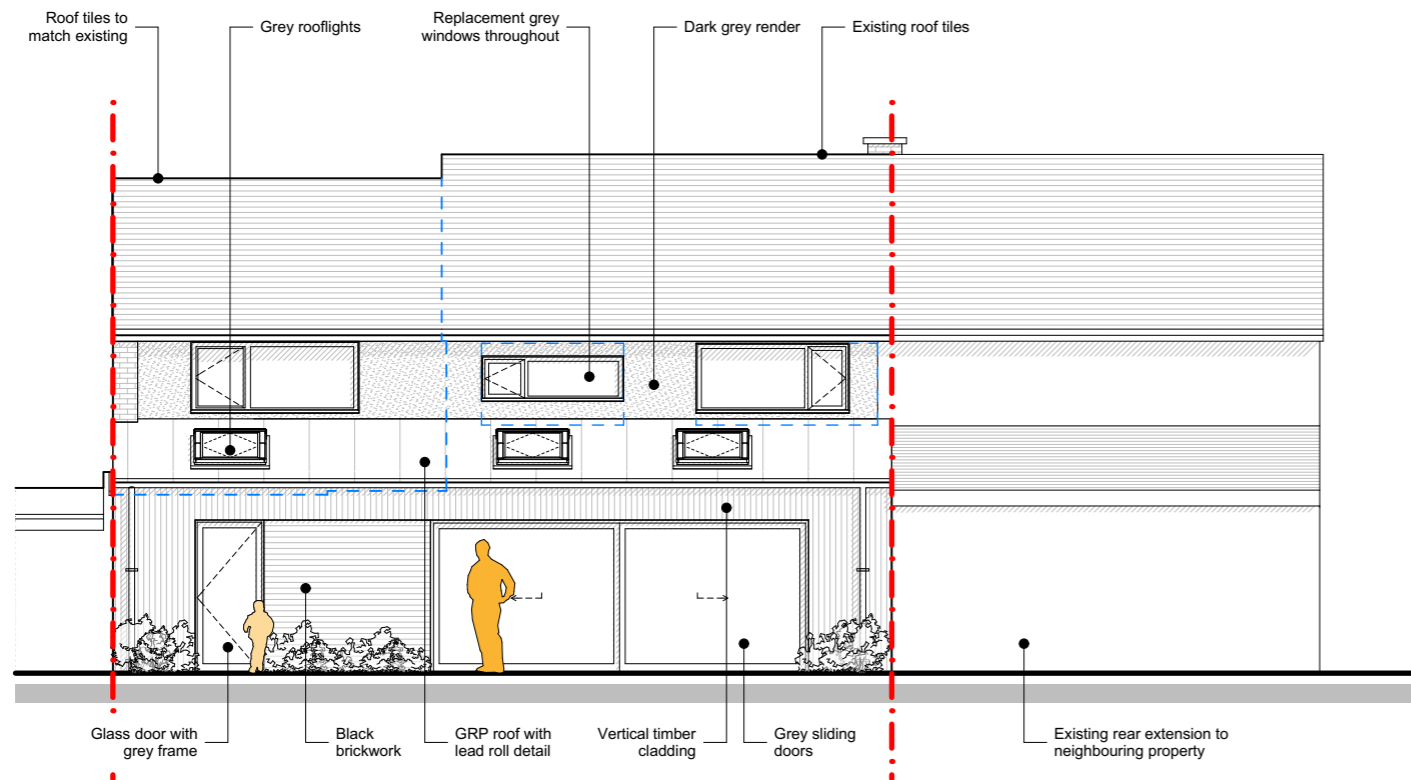 Roof tiles to
match existing
Grey rooflights
Replacement grey
windows throughout
Dark grey render
Existing roof tiles
Glass door with
grey frame
Black
brickwork
GRP roof with
lead roll detail
Vertical timber
cladding
Grey sliding
doors
Existing rear extension to
neighbouring property